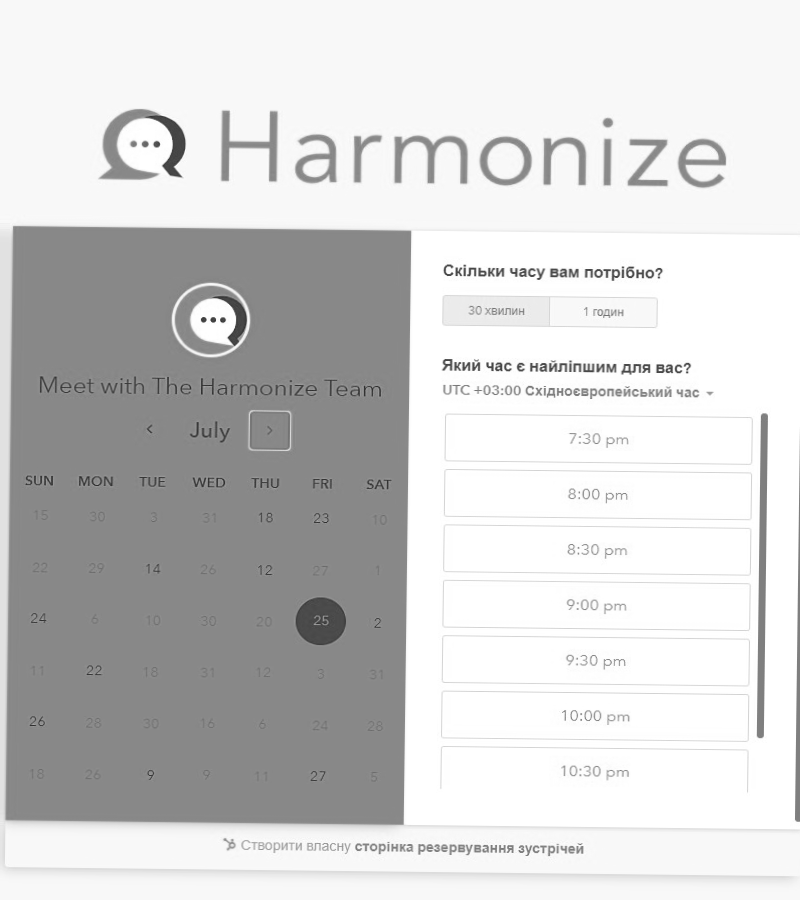 Harmonize
Meet with The Harmonize Team
July
SUN MON TUE WED THU FRI SAT
15 30 3 31 18 23 10
22 29 14 26 12 27 1
24 6 10 30 20 25 2
11 22 18 31 12 3 31
26 28 30 16 6 24 28
18 26 9 9 11 27 5
Скільки часу вам потрібно?
30 хвилин 1 годин
Який час є найліпшим для вас?
UTC +03:00 Східноєвропейський час
7:30 pm
8:00 pm
8:30 pm
9:00 pm
9:30 pm
10:00 pm
10:30 pm
Створити власну сторінка резервування зустрічей